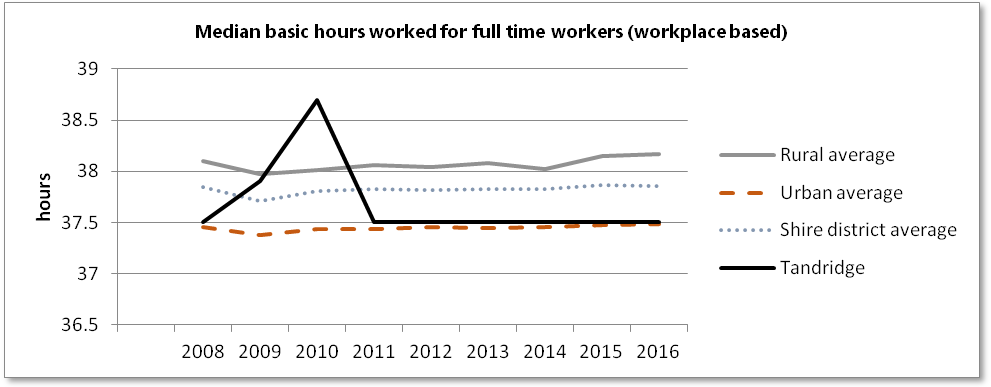 Median basic hours worked for full time workers (workplace based)
39
38.5
38
37.5
37
36.5
hours
2008 2009 2010 2011 2012 2013 2014 2015 2016
Rural average
Urban average
Shire district average
Tandridge